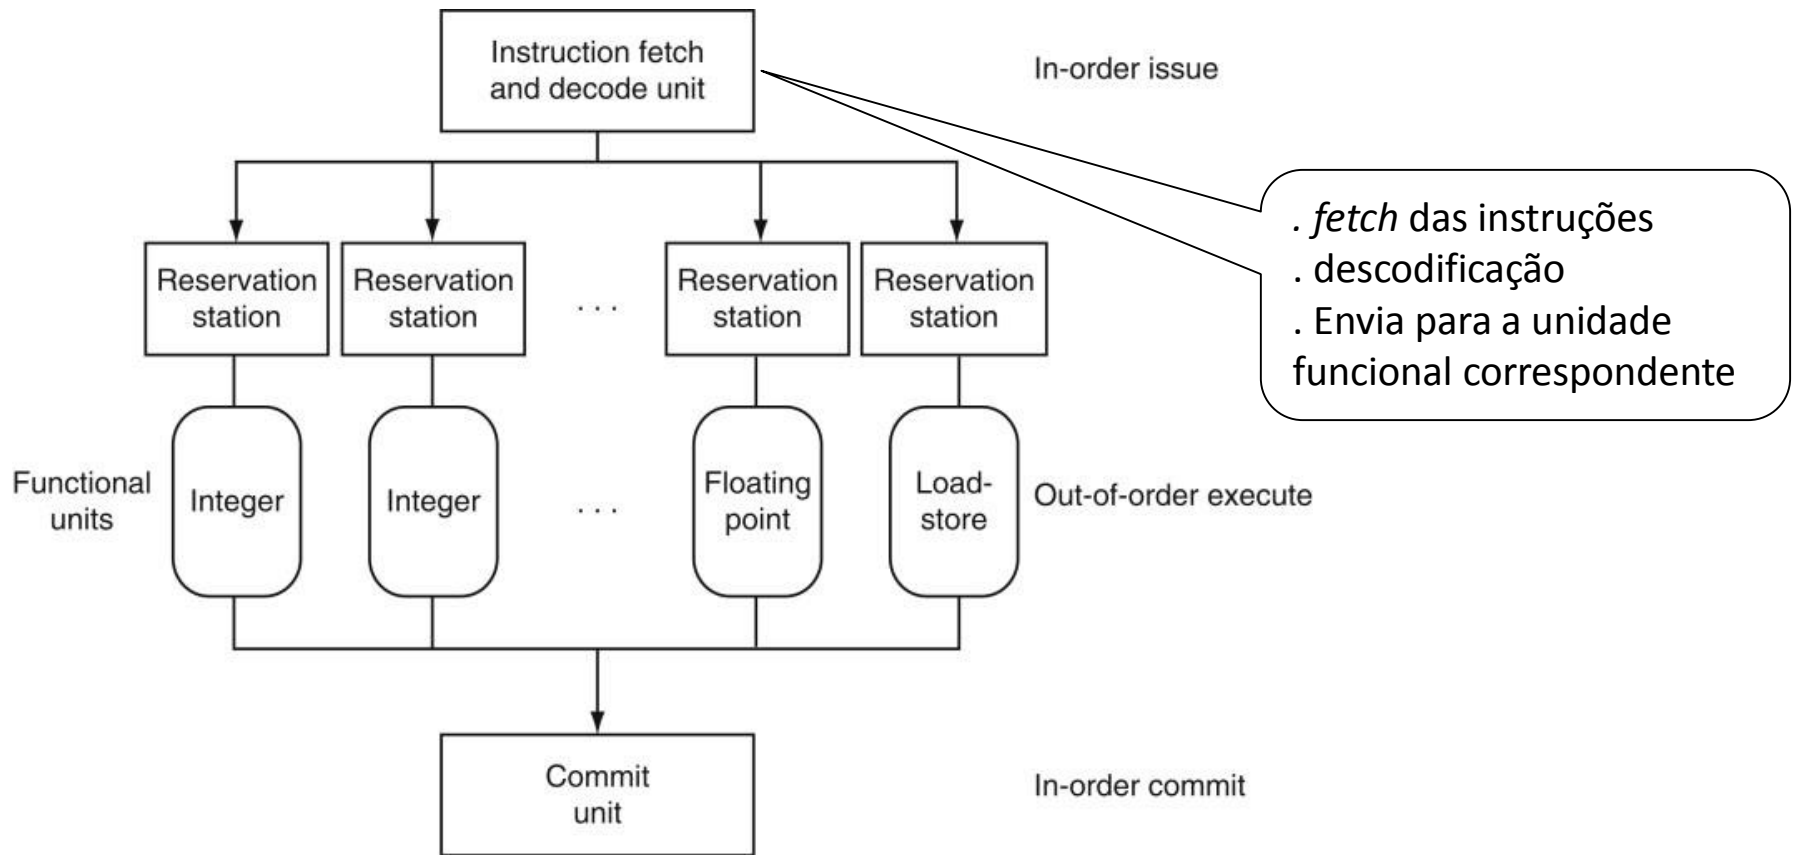 Instruction fetch
and decode unit
In-order issue
. fetch das instruções
. descodificação
. Envia para a unidade
funcional correspondente
Reservation
station
Reservation
station
. . .
Reservation
station
Reservation
station
Functional
units
Integer
Integer
. . .
Floating
point
Load-
store
Out-of-order execute
Commit
unit
In-order commit